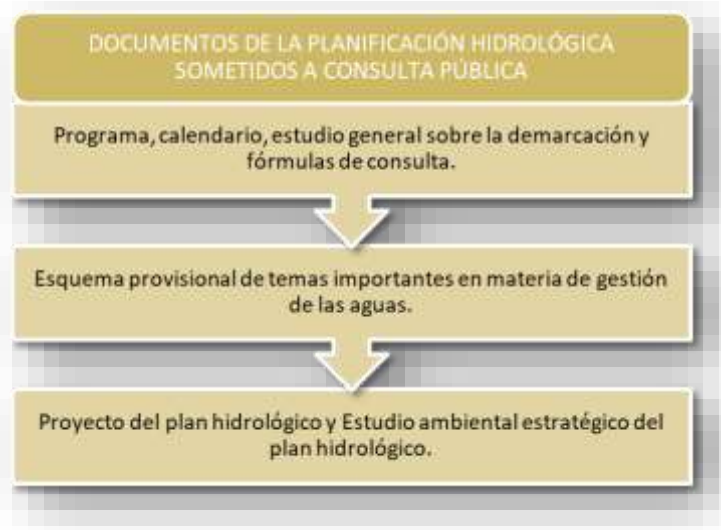 DOCUMENTOS DE LA PLANIFICACIÓN HIDROLÓGICA
SOMETIDOS A CONSULTA PÚBLICA
Programa, calendario, estudio general sobre la demarcación y
fórmulas de consulta.
Esquema provisional de temas importantes en materia de gestión
de las aguas.
Proyecto del plan hidrológico y Estudio ambiental estratégico del
plan hidrológico.